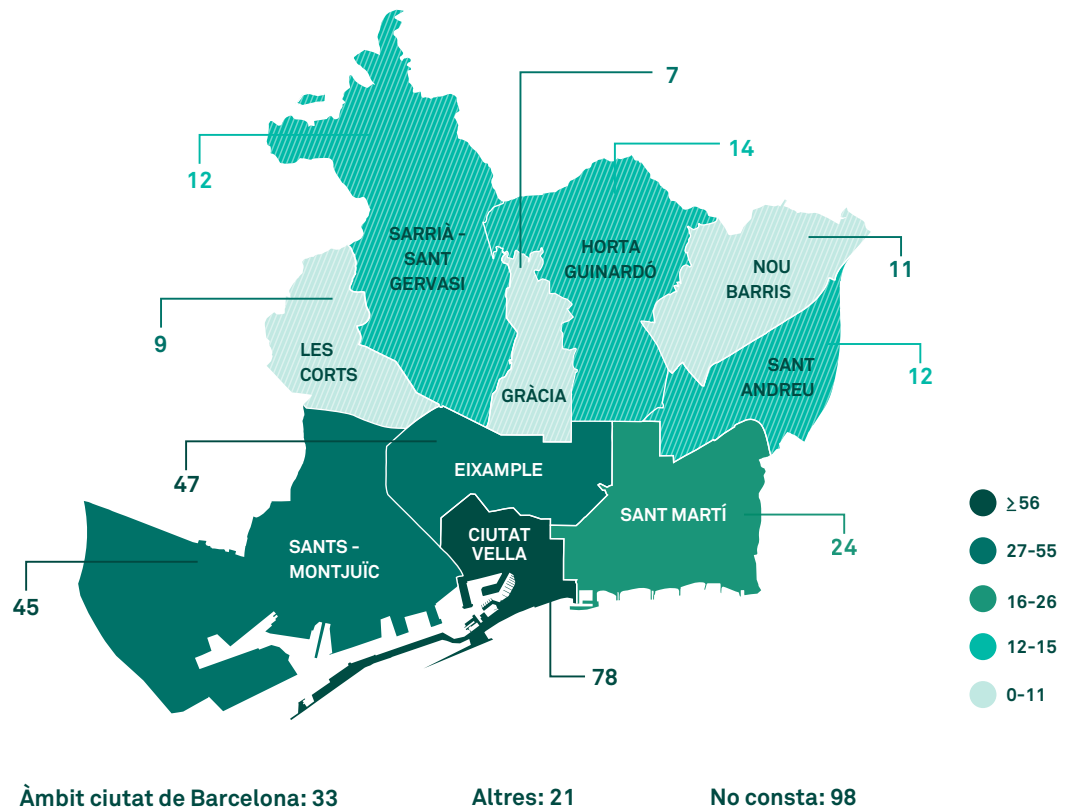 7
14
12
SARRIÀ -
SANT
GERVASI
HORTA
GUINARDÓ
NOU
BARRIS
11
9
LES
CORTS
GRÀCIA
SANT
ANDREU
12
47
EIXAMPLE
SANT MARTÍ
CIUTAT
VELLA
24
SANTS -
MONTJUÏC
45
78
≥ 56
27-55
16-26
12-15
0-11
Àmbit ciutat de Barcelona: 33
Altres: 21
No consta: 98